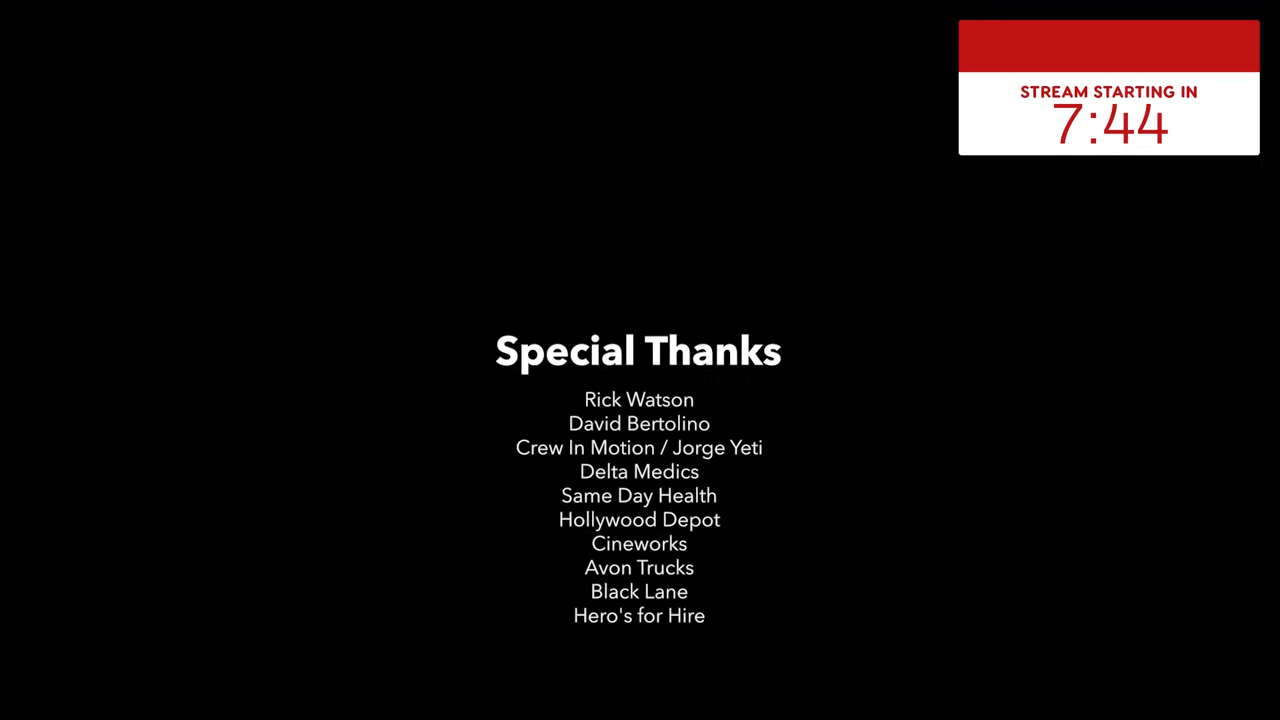 STREAM STARTING IN
7:44
Special Thanks
Rick Watson
David Bertolino
Crew In Motion / Jorge Yeti
Delta Medics
Same Day Health
Hollywood Depot
Cineworks
Avon Trucks
Black Lane
Hero's for Hire